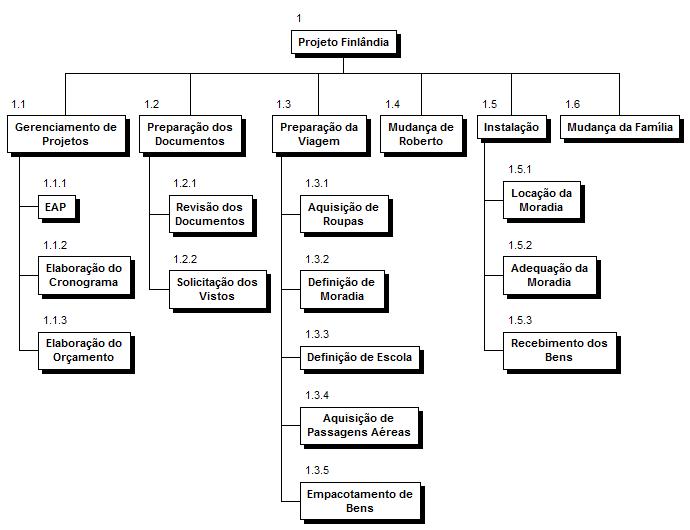 1
Projeto Finlândia
1.1
Gerenciamento de
Projetos
1.1.1
EAP
1.1.2
Elaboração do
Cronograma
1.1.3
Elaboração do
Orçamento
1.2
Preparação dos
Documentos
1.2.1
Revisão dos
Documentos
1.2.2
Solicitação dos
Vistos
1.3
Preparação da
Viagem
1.3.1
Aquisição de
Roupas
1.3.2
Definição de
Moradia
1.3.3
Definição de Escola
1.3.4
Aquisição de
Passagens Aéreas
1.3.5
Empacotamento de
Bens
1.4
Mudança de
Roberto
1.5
Instalação
1.5.1
Locação da
Moradia
1.5.2
Adequação da
Moradia
1.5.3
Recebimento dos
Bens
1.6
Mudança da Família